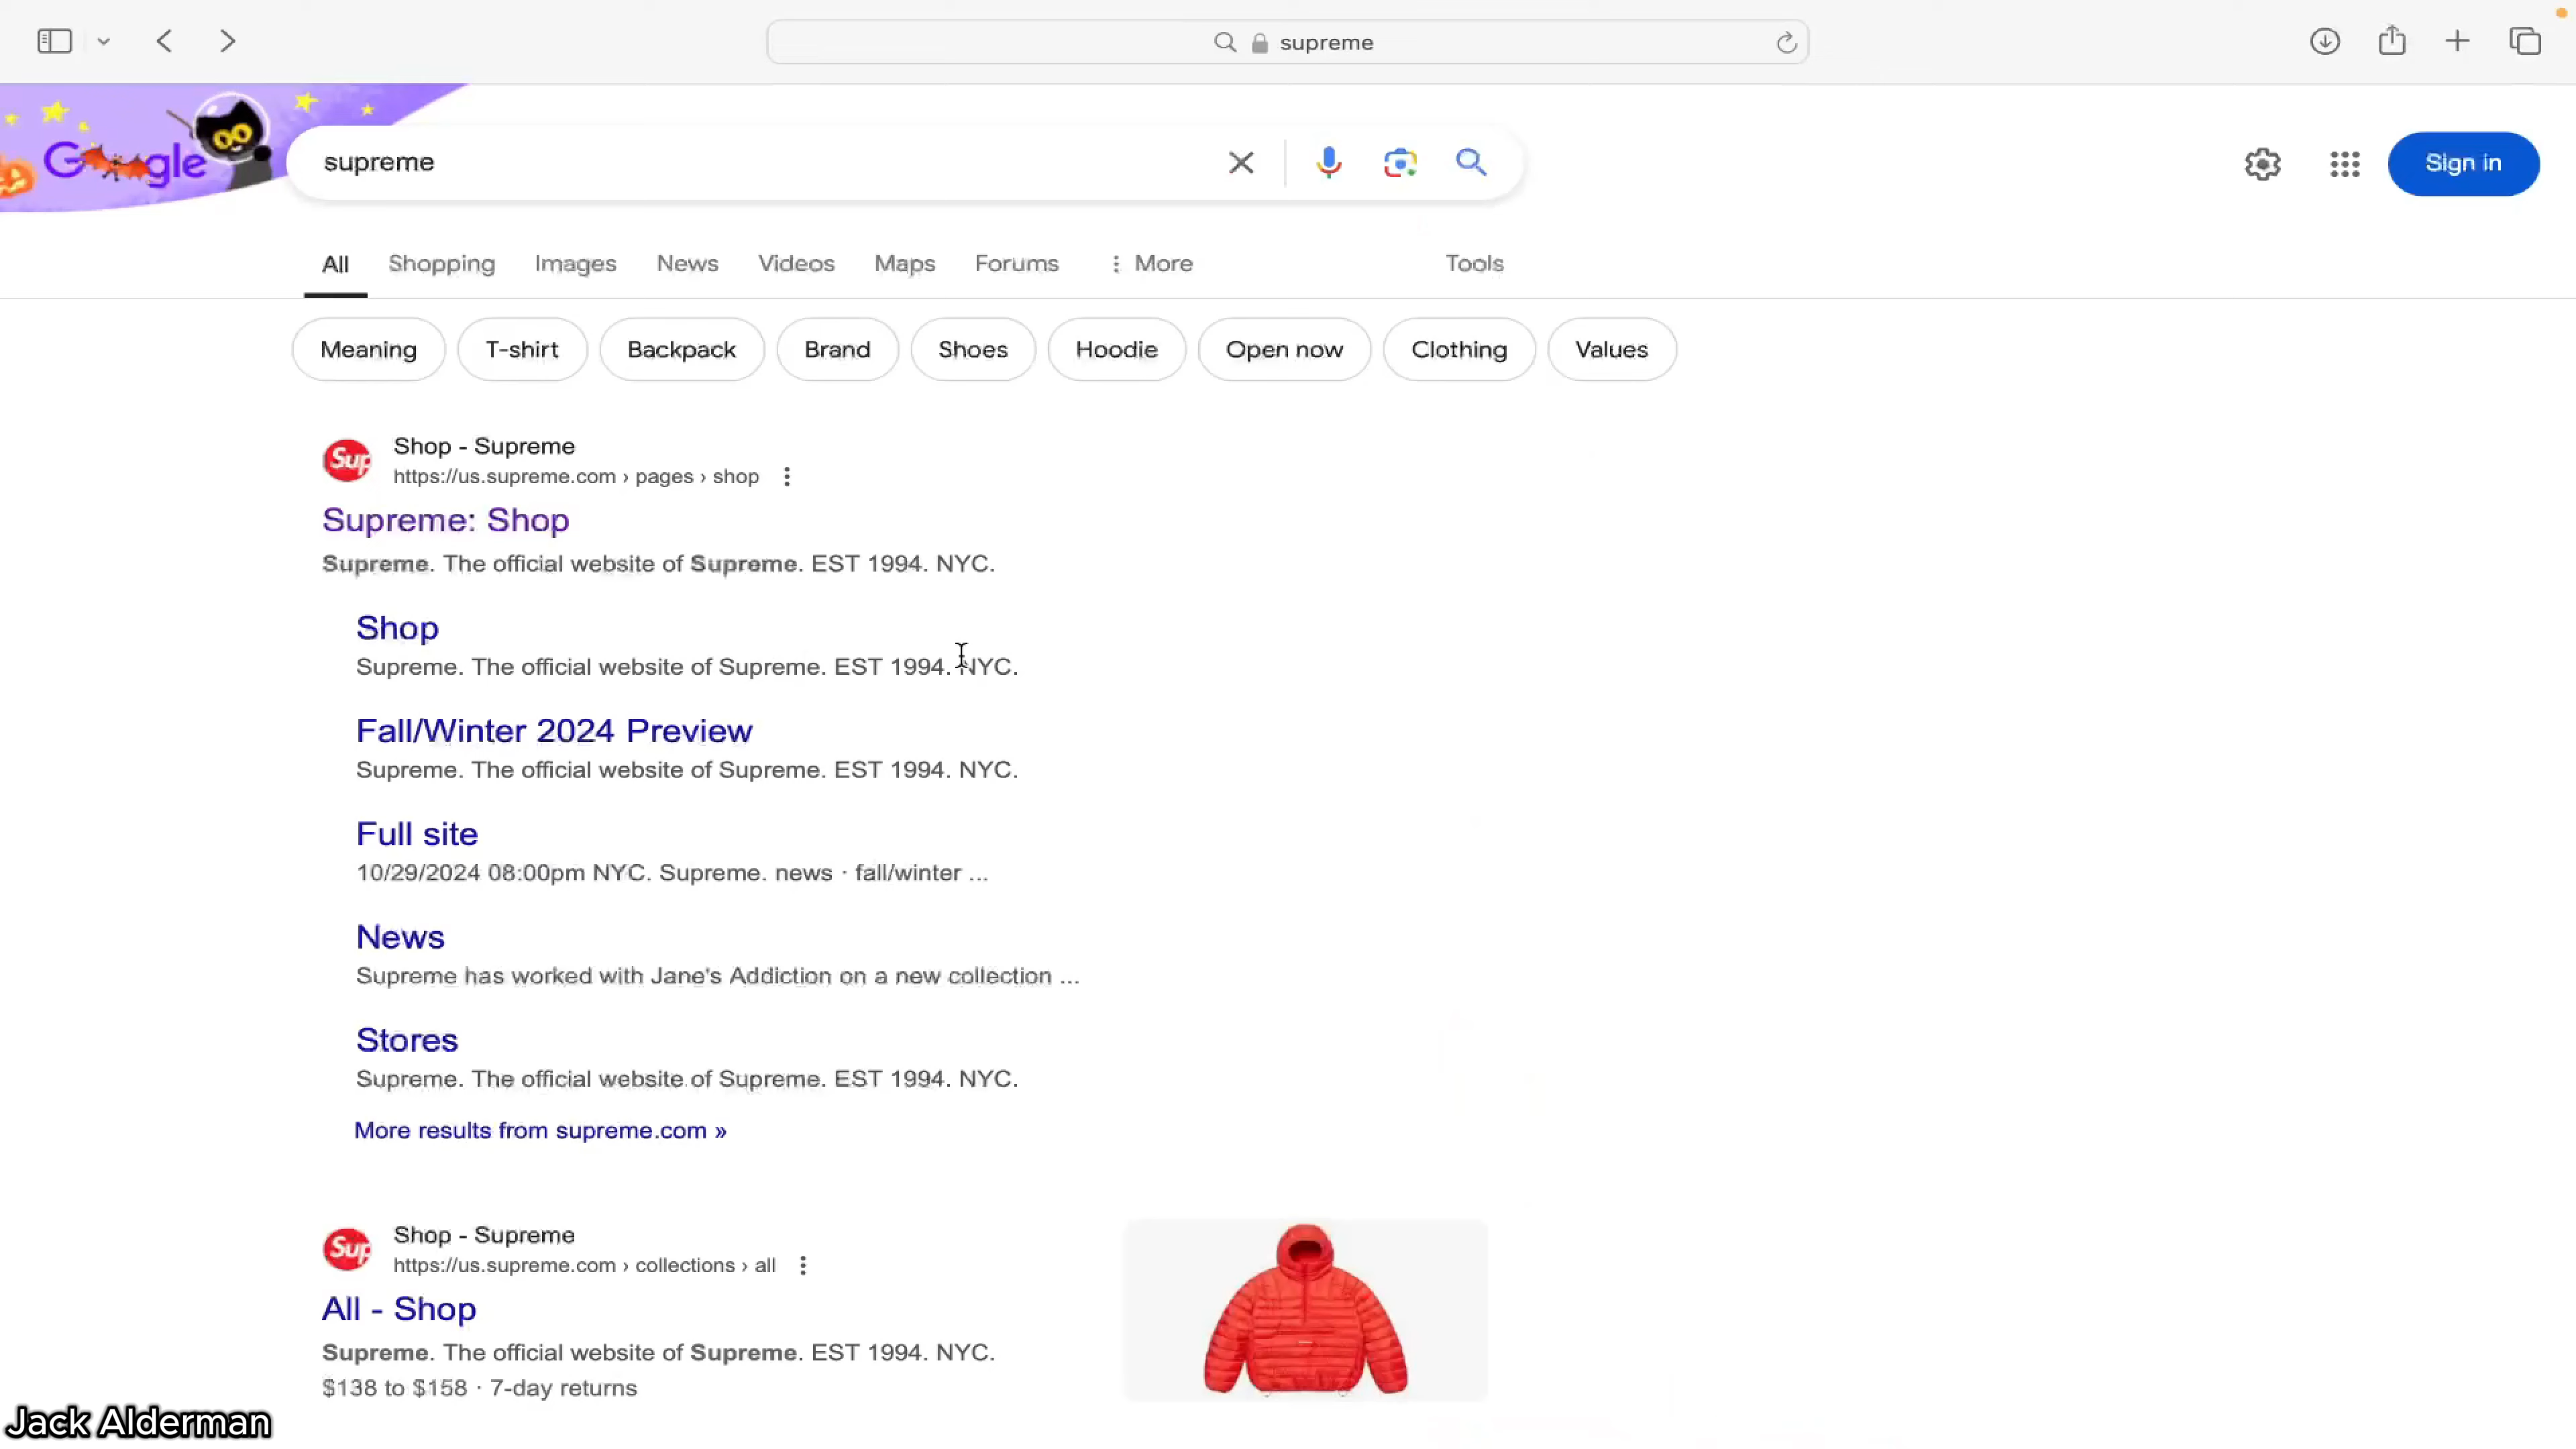 supreme
Google
supreme
Sign in
All Shopping Images News Videos Maps Forums More Tools
Meaning T-shirt Backpack Brand Shoes Hoodie Open now Clothing Values
Sup
Shop - Supreme
https://us.supreme.com › pages › shop
Supreme: Shop
Supreme. The official website of Supreme. EST 1994. NYC.
Shop
Supreme. The official website of Supreme. EST 1994. NYC.
Fall/Winter 2024 Preview
Supreme. The official website of Supreme. EST 1994. NYC.
Full site
10/29/2024 08:00pm NYC. Supreme. news · fall/winter ...
News
Supreme has worked with Jane's Addiction on a new collection ...
Stores
Supreme. The official website of Supreme. EST 1994. NYC.
More results from supreme.com »
Sup
Shop - Supreme
https://us.supreme.com › collections › all
All - Shop
Supreme. The official website of Supreme. EST 1994. NYC.
$138 to $158 · 7-day returns
Jack Alderman